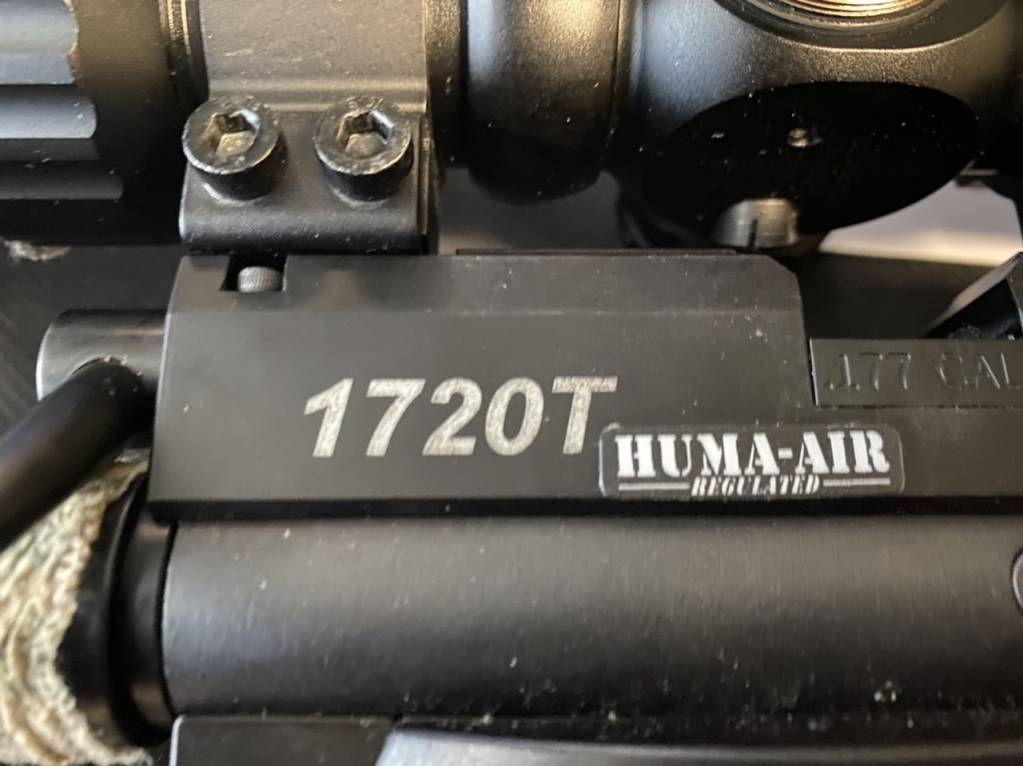 .177 CAL
1720T
HUMA-AIR
REGULATED